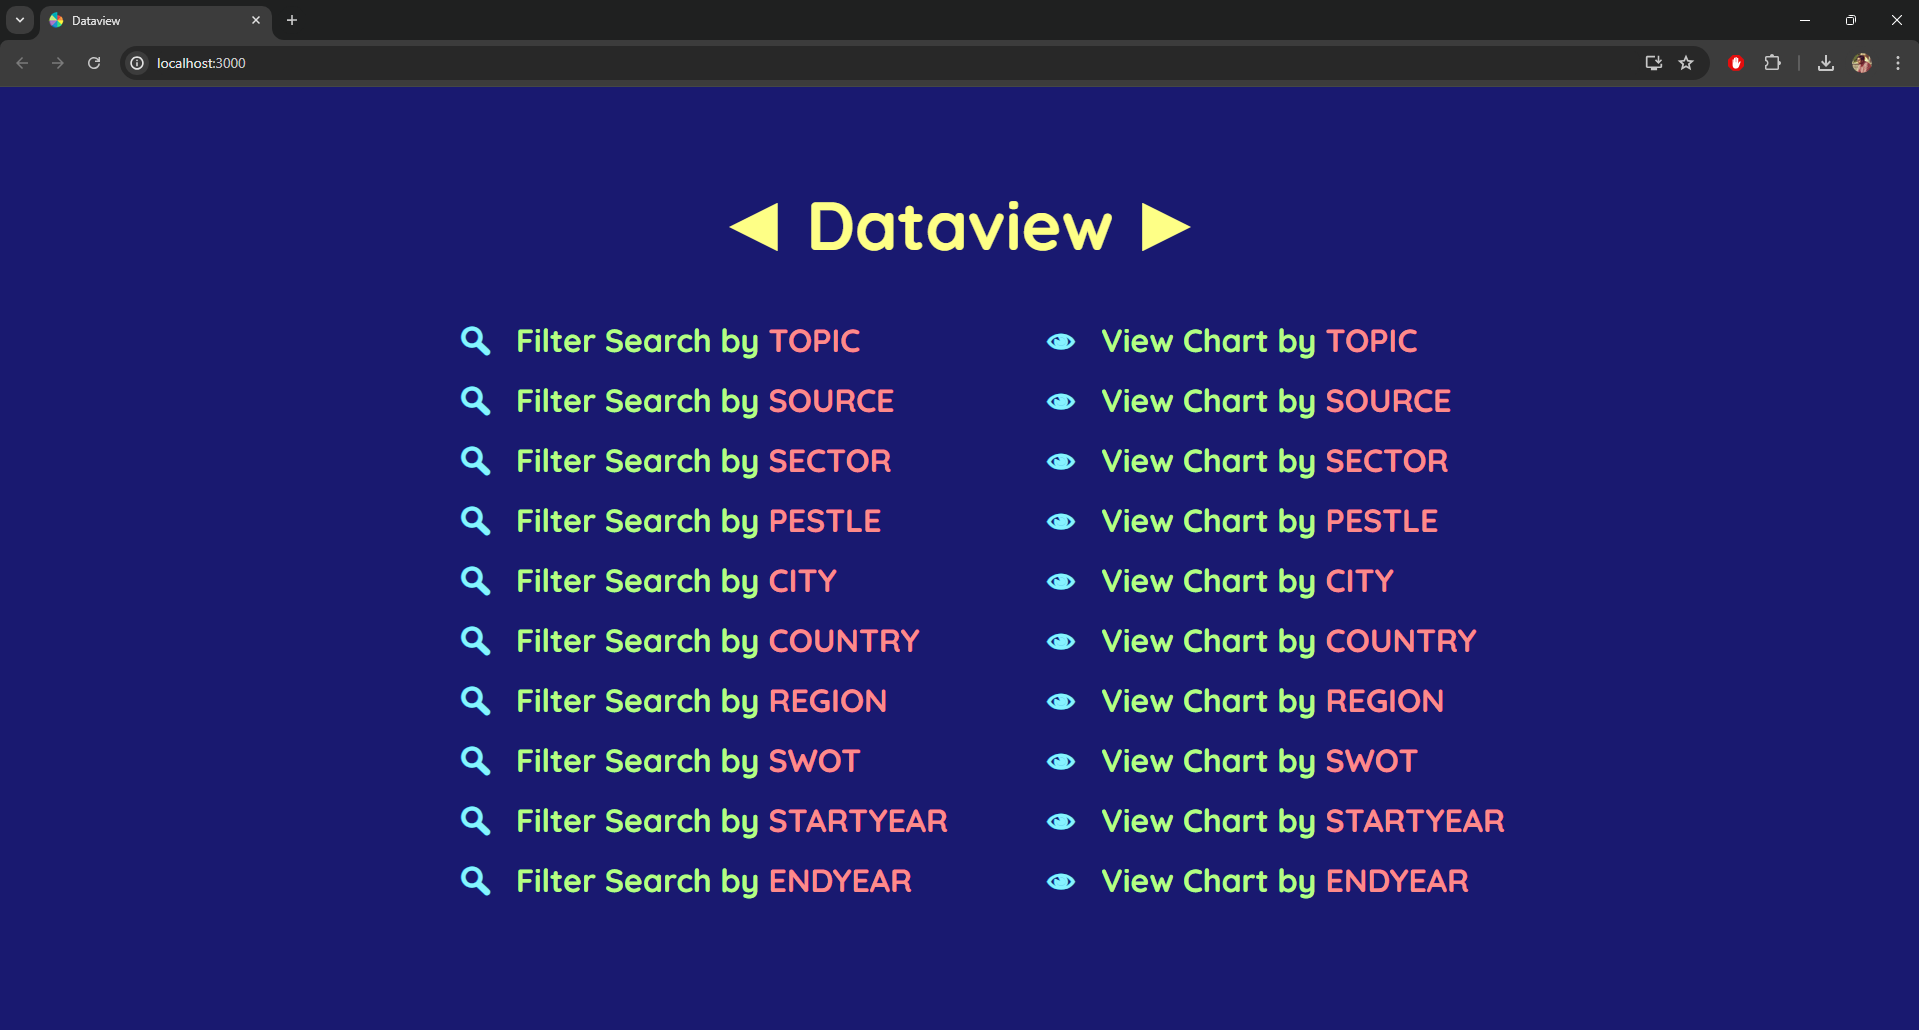 Dataview
localhost:3000
◀ Dataview ▶
Filter Search by TOPIC
View Chart by TOPIC
Filter Search by SOURCE
View Chart by SOURCE
Filter Search by SECTOR
View Chart by SECTOR
Filter Search by PESTLE
View Chart by PESTLE
Filter Search by CITY
View Chart by CITY
Filter Search by COUNTRY
View Chart by COUNTRY
Filter Search by REGION
View Chart by REGION
Filter Search by SWOT
View Chart by SWOT
Filter Search by STARTYEAR
View Chart by STARTYEAR
Filter Search by ENDYEAR
View Chart by ENDYEAR